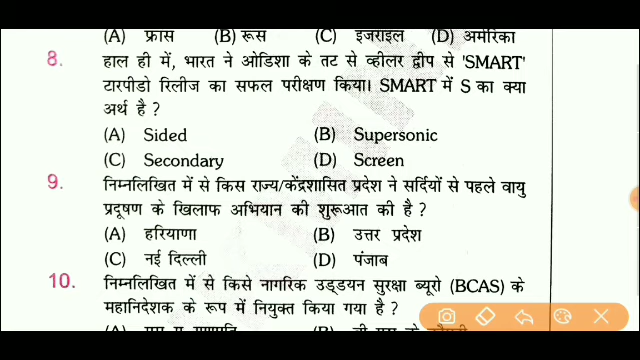 (A) फ्रांस (B) रूस (C) इजराइल (D) अमेरिका
8. हाल ही में, भारत ने ओडिशा के तट से व्हीलर द्वीप से 'SMART'
टारपीडो रिलीज का सफल परीक्षण किया। SMART में S का क्या
अर्थ है ?
(A) Sided (B) Supersonic
(C) Secondary (D) Screen
9. निम्नलिखित में से किस राज्य/केंद्रशासित प्रदेश ने सर्दियों से पहले वायु
प्रदूषण के खिलाफ अभियान की शुरूआत की है ?
(A) हरियाणा (B) उत्तर प्रदेश
(C) नई दिल्ली (D) पंजाब
10. निम्नलिखित में से किसे नागरिक उड्डयन सुरक्षा ब्यूरो (BCAS) के
महानिदेशक के रूप में नियुक्त किया गया है ?
(A) (B)